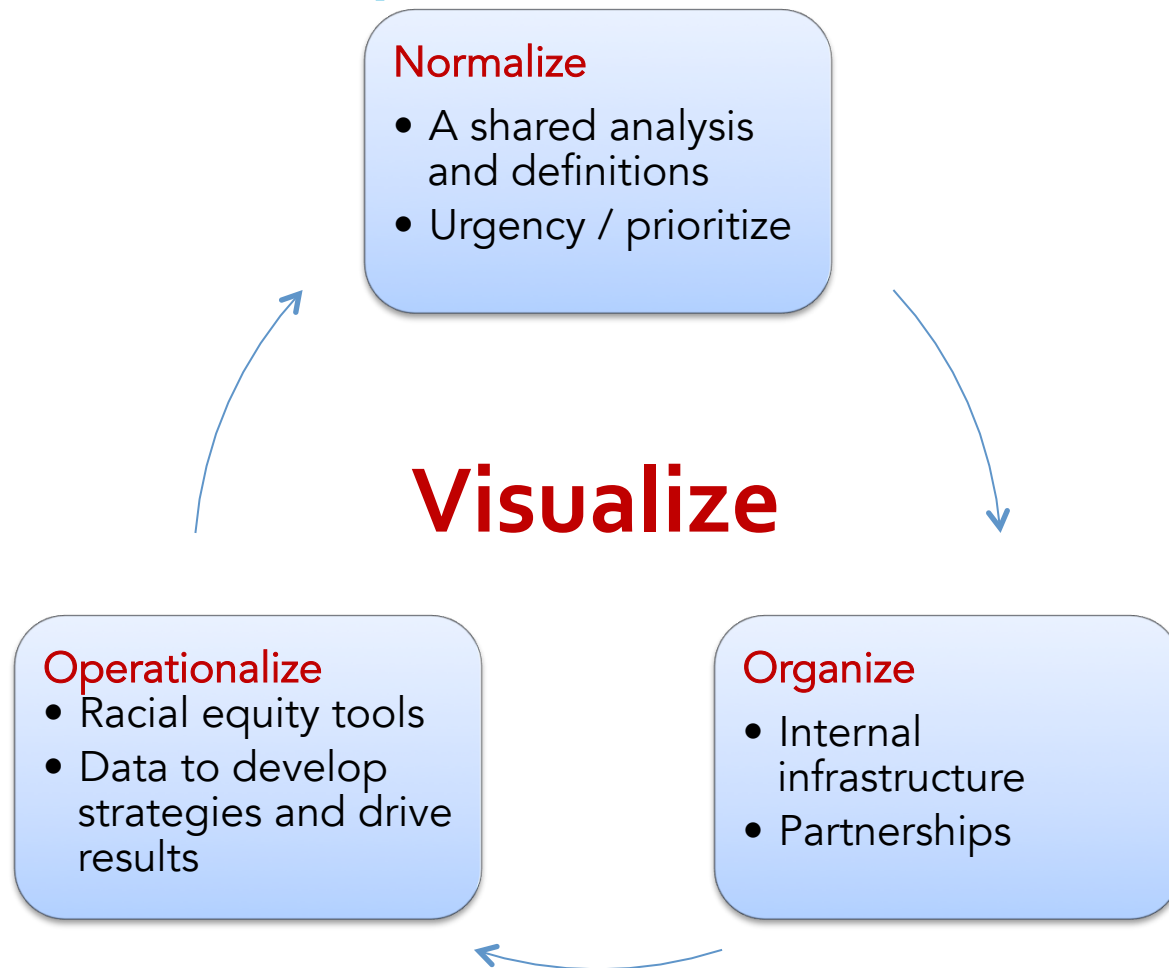 Normalize
• A shared analysis
and definitions
• Urgency / prioritize
Visualize
Operationalize
• Racial equity tools
• Data to develop
strategies and drive
results
Organize
• Internal
infrastructure
• Partnerships